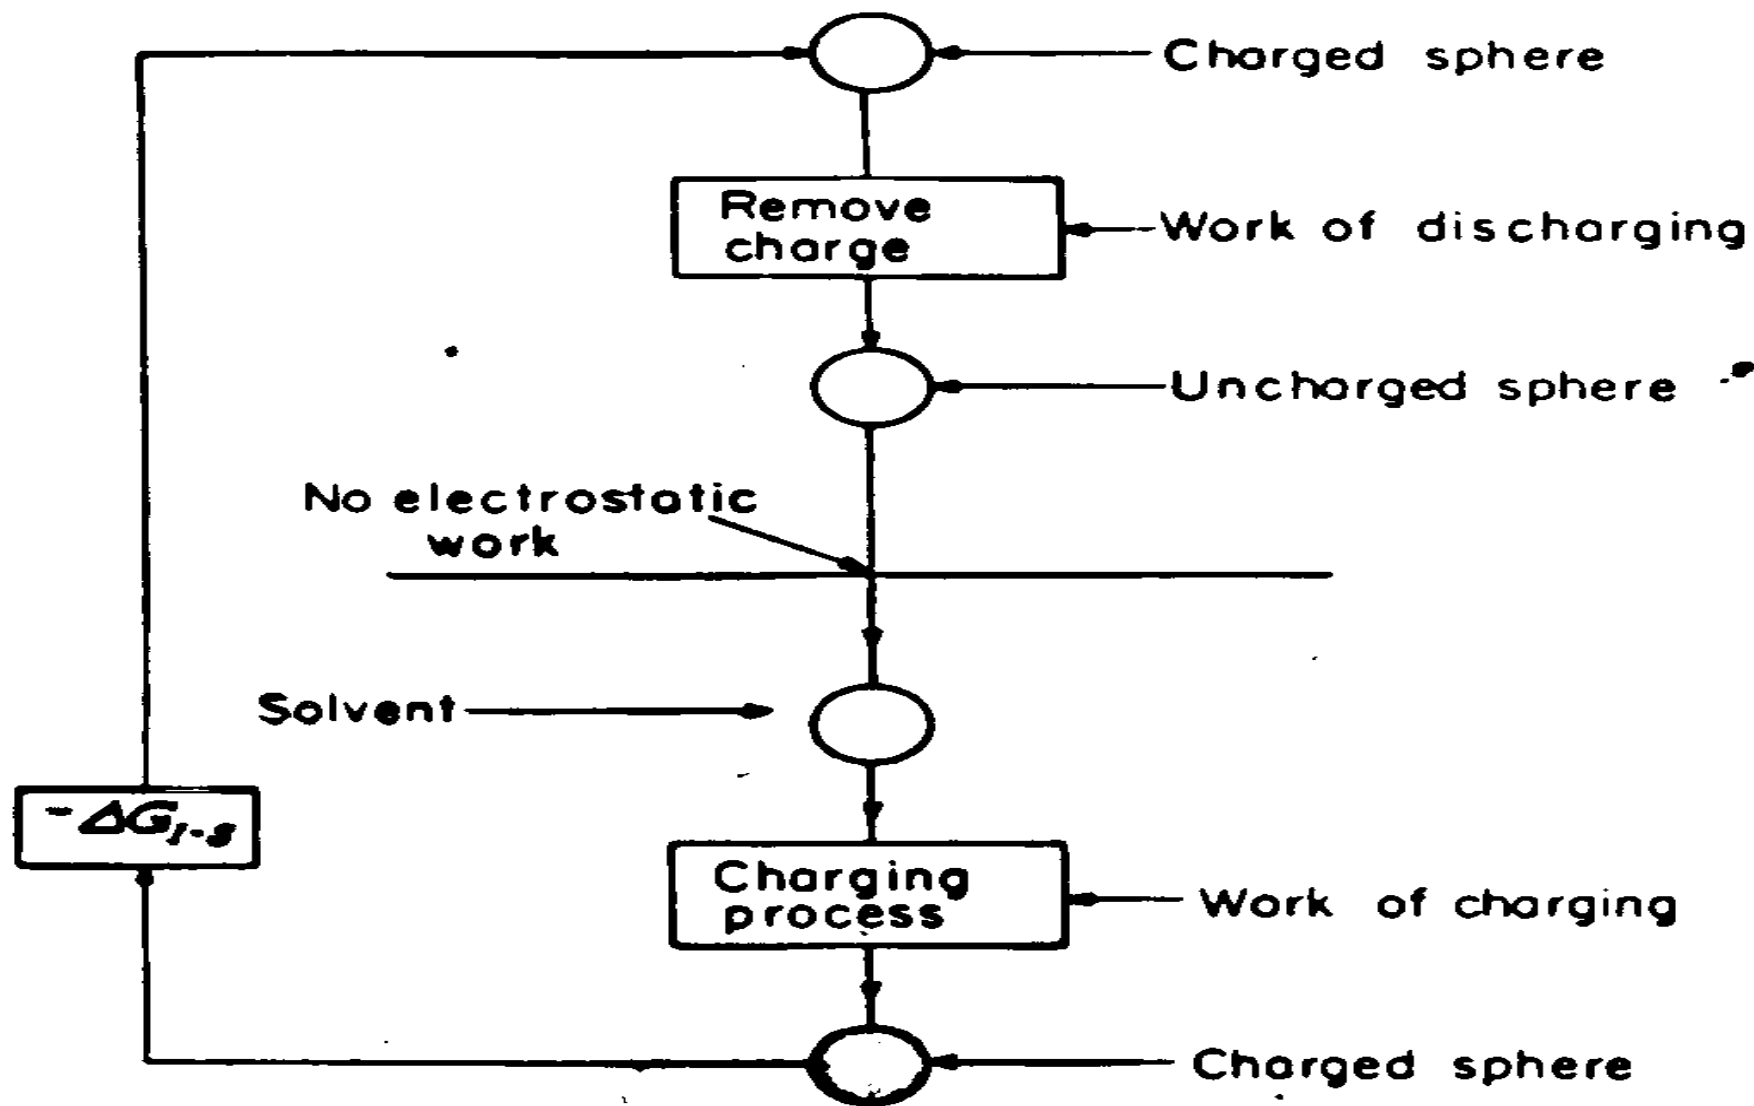 Charged sphere
Remove
charge
Work of discharging
Uncharged sphere
No electrostatic
work
Solvent
-ΔG_{I-S}
Charging
process
Work of charging
Charged sphere